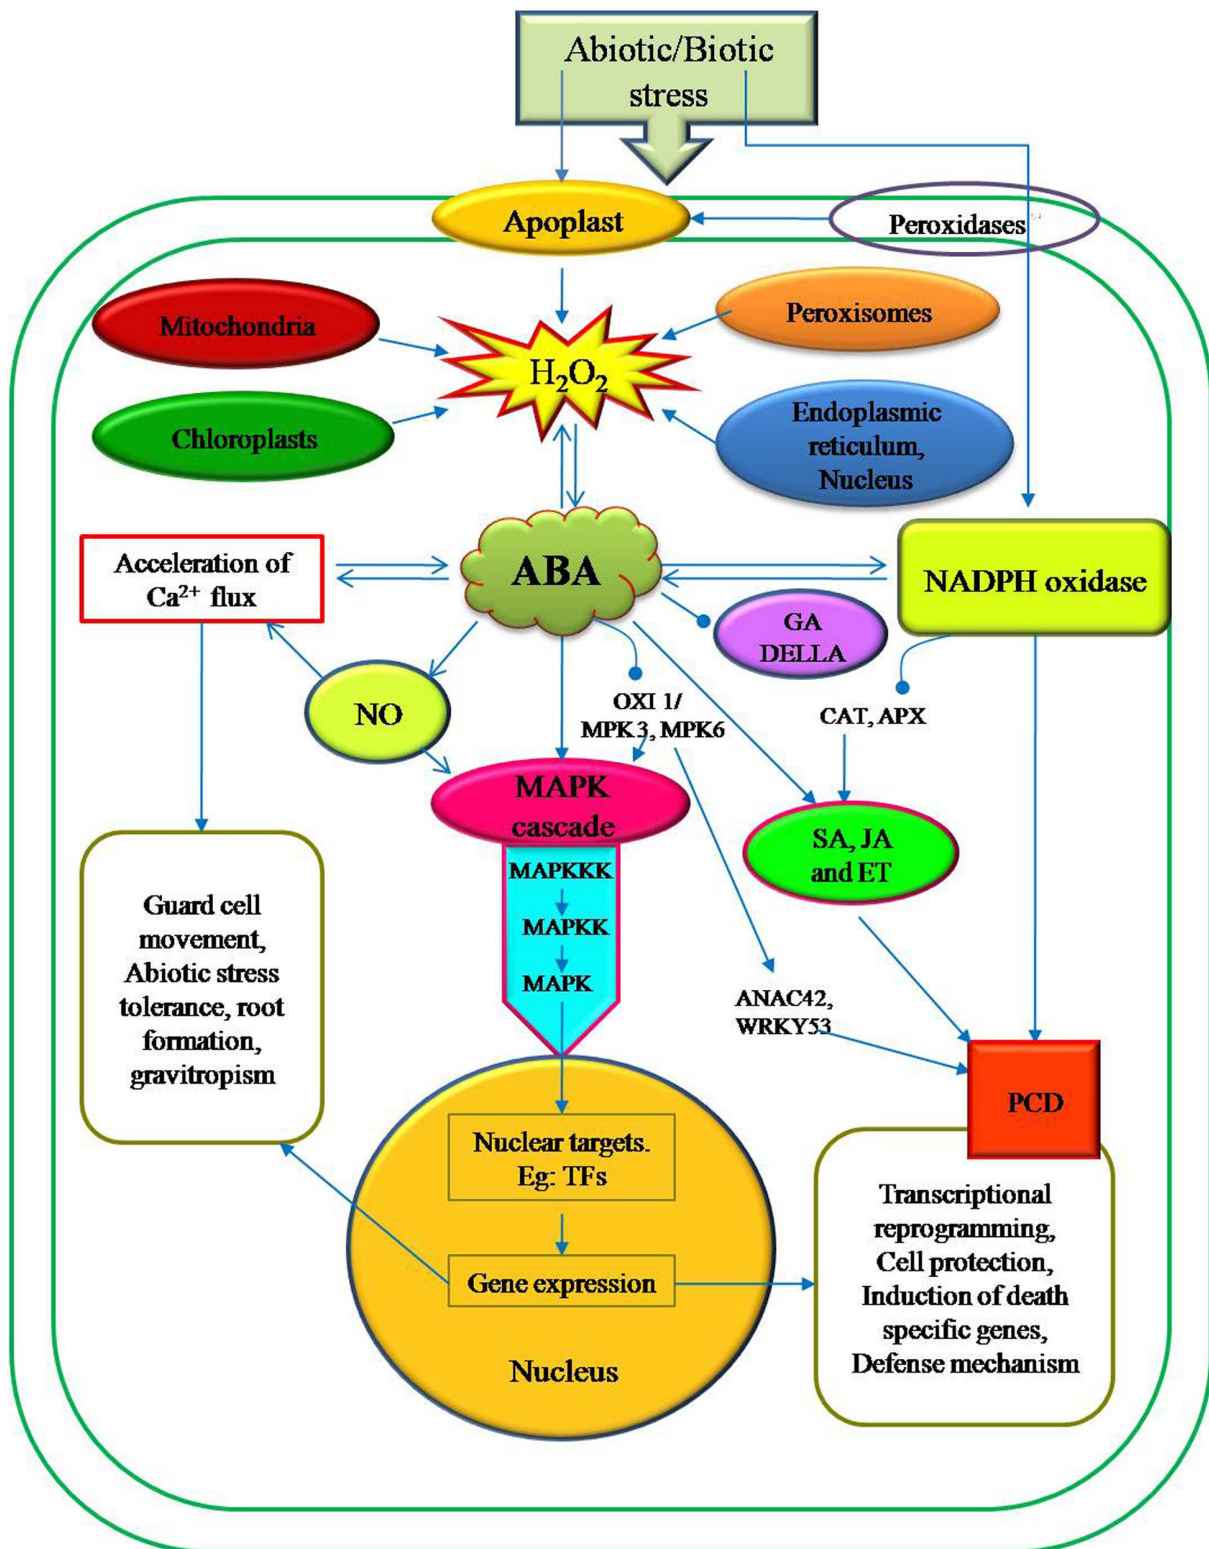 Abiotic/Biotic
stress
Apoplast
Peroxidases
Mitochondria
Peroxisomes
H₂O₂
Chloroplasts
Endoplasmic
reticulum,
Nucleus
Acceleration of
Ca²⁺ flux
ABA
NADPH oxidase
GA
DELLA
NO
OXI 1/
MPK3, MPK6
CAT, APX
MAPK
cascade
SA, JA
and ET
MAPKKK
MAPKK
MAPK
Guard cell
movement,
Abiotic stress
tolerance, root
formation,
gravitropism
ANAC42,
WRKY53
PCD
Nuclear targets.
Eg: TFs
Gene expression
Nucleus
Transcriptional
reprogramming,
Cell protection,
Induction of death
specific genes,
Defense mechanism